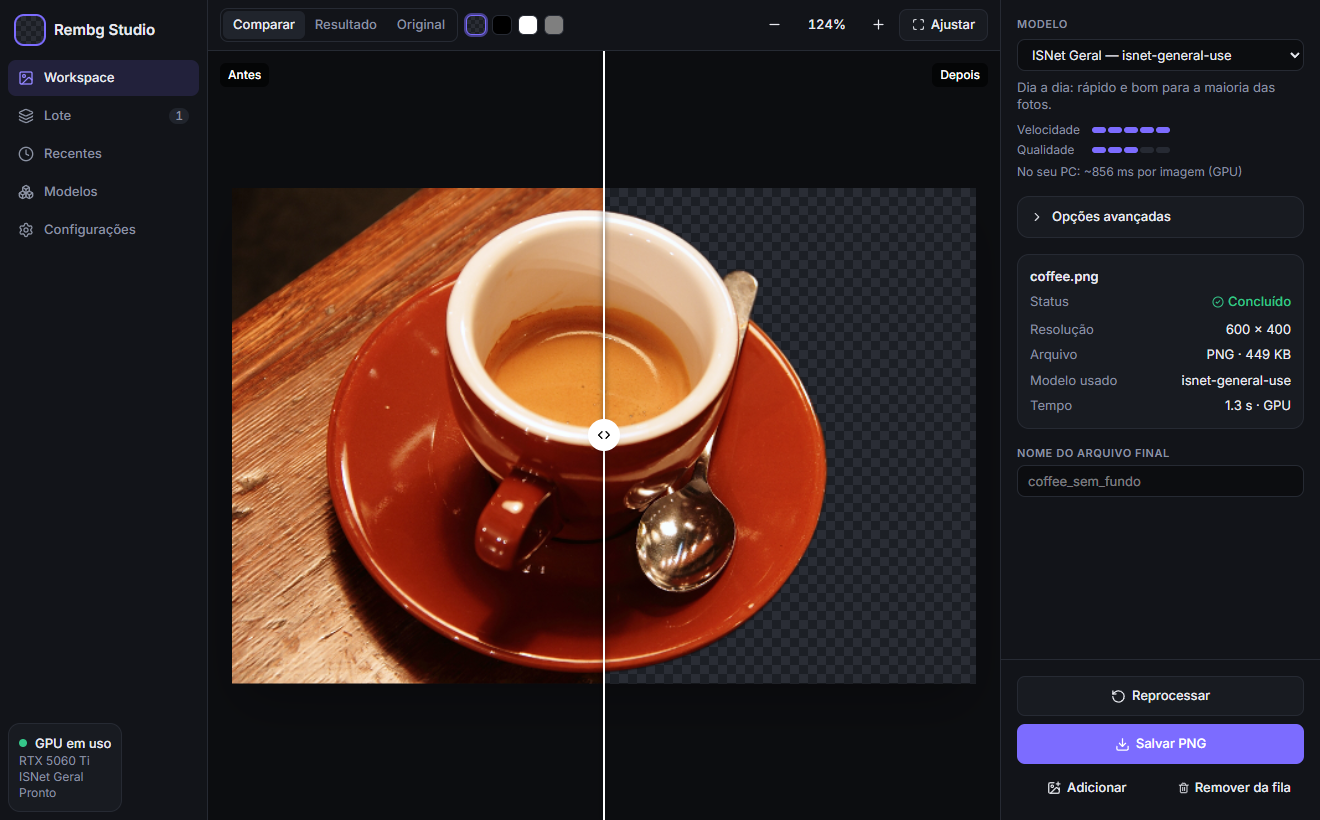 Rembg Studio
Workspace
Lote 1
Recentes
Modelos
Configurações
GPU em uso
RTX 5060 Ti
ISNet Geral
Pronto
Comparar Resultado Original
124%
Ajustar
Antes
Depois
MODELO
ISNet Geral — isnet-general-use
Dia a dia: rápido e bom para a maioria das
fotos.
Velocidade
Qualidade
No seu PC: ~856 ms por imagem (GPU)
Opções avançadas
coffee.png
Status Concluído
Resolução 600 × 400
Arquivo PNG · 449 KB
Modelo usado isnet-general-use
Tempo 1.3 s · GPU
NOME DO ARQUIVO FINAL
coffee_sem_fundo
Reprocessar
Salvar PNG
Adicionar Remover da fila